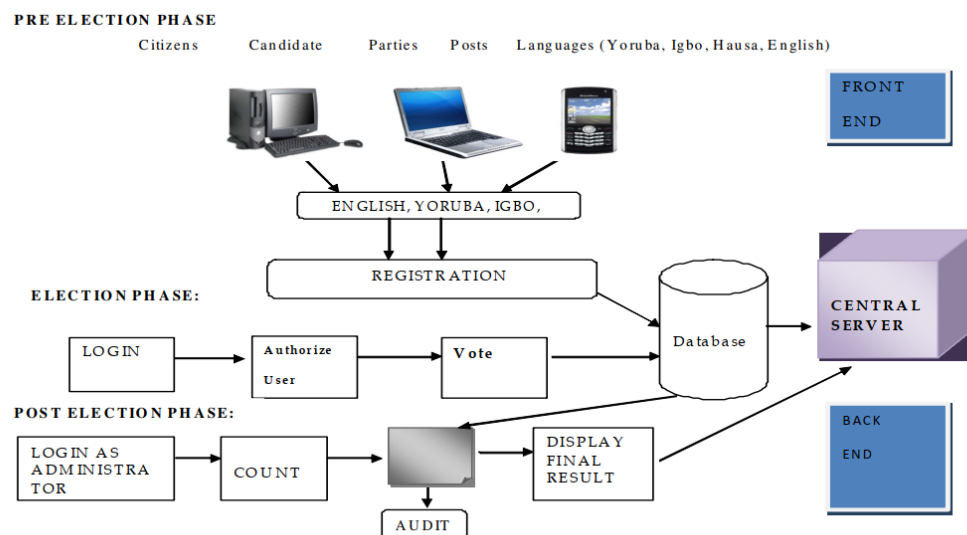 PRE ELECTION PHASE
Citizens Candidate Parties Posts Languages (Yoruba, Igbo, Hausa, English)
FRONT
END
ENGLISH, YORUBA, IGBO,
REGISTRATION
ELECTION PHASE:
LOGIN
Authorize
User
Vote
Database
CENTRAL
SERVER
POST ELECTION PHASE:
LOGIN AS
ADMINISTRA
TOR
COUNT
DISPLAY
FINAL
RESULT
AUDIT
BACK
END